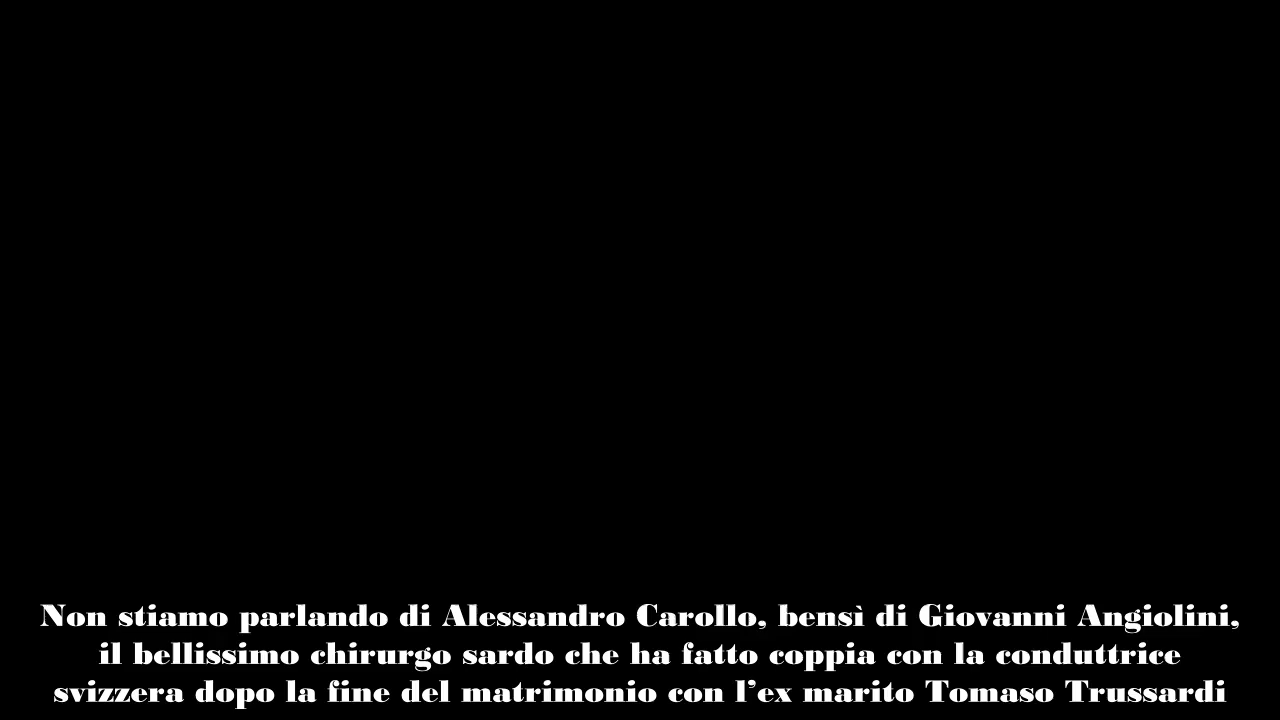 Non stiamo parlando di Alessandro Carollo, bensì di Giovanni Angiolini,
il bellissimo chirurgo sardo che ha fatto coppia con la conduttrice
svizzera dopo la fine del matrimonio con l’ex marito Tomaso Trussardi